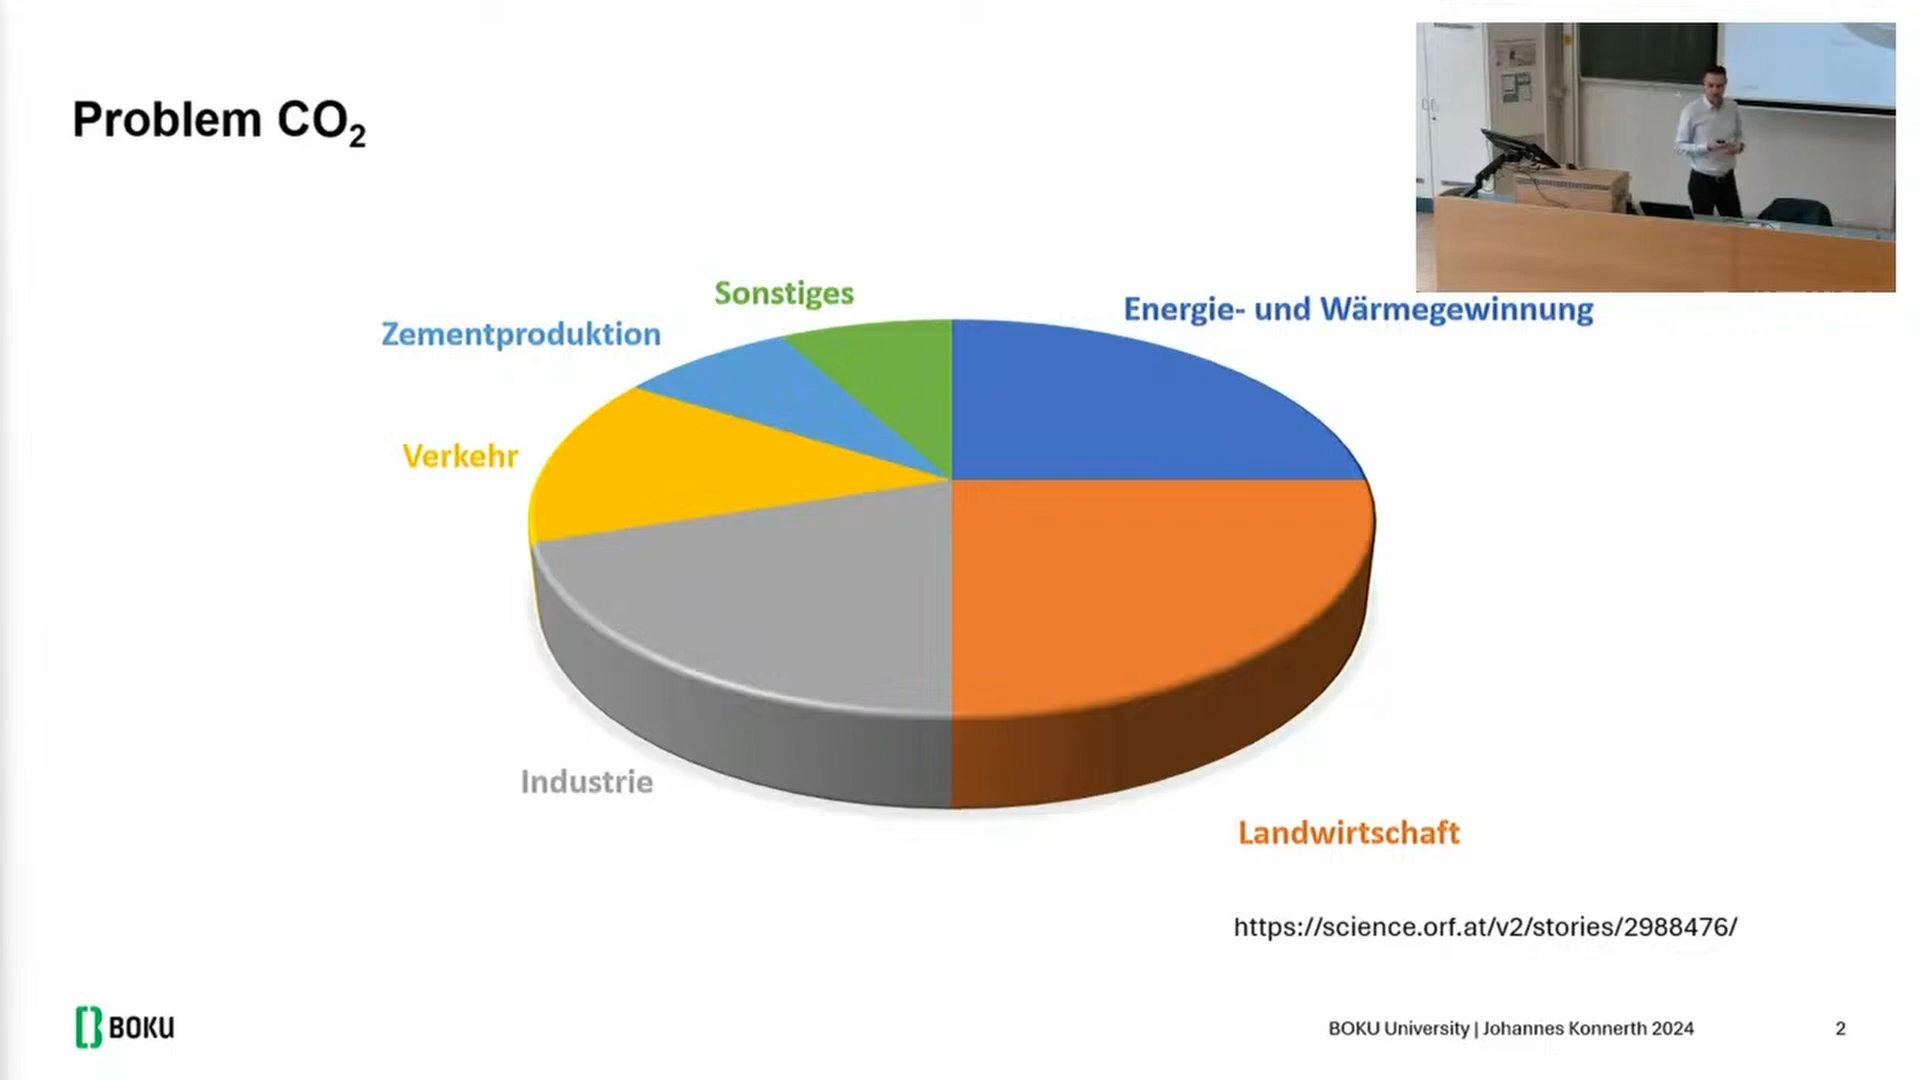 Problem CO₂
Sonstiges
Energie- und Wärmegewinnung
Zementproduktion
Verkehr
Industrie
Landwirtschaft
https://science.orf.at/v2/stories/2988476/
BOKU
BOKU University | Johannes Konnerth 2024
2